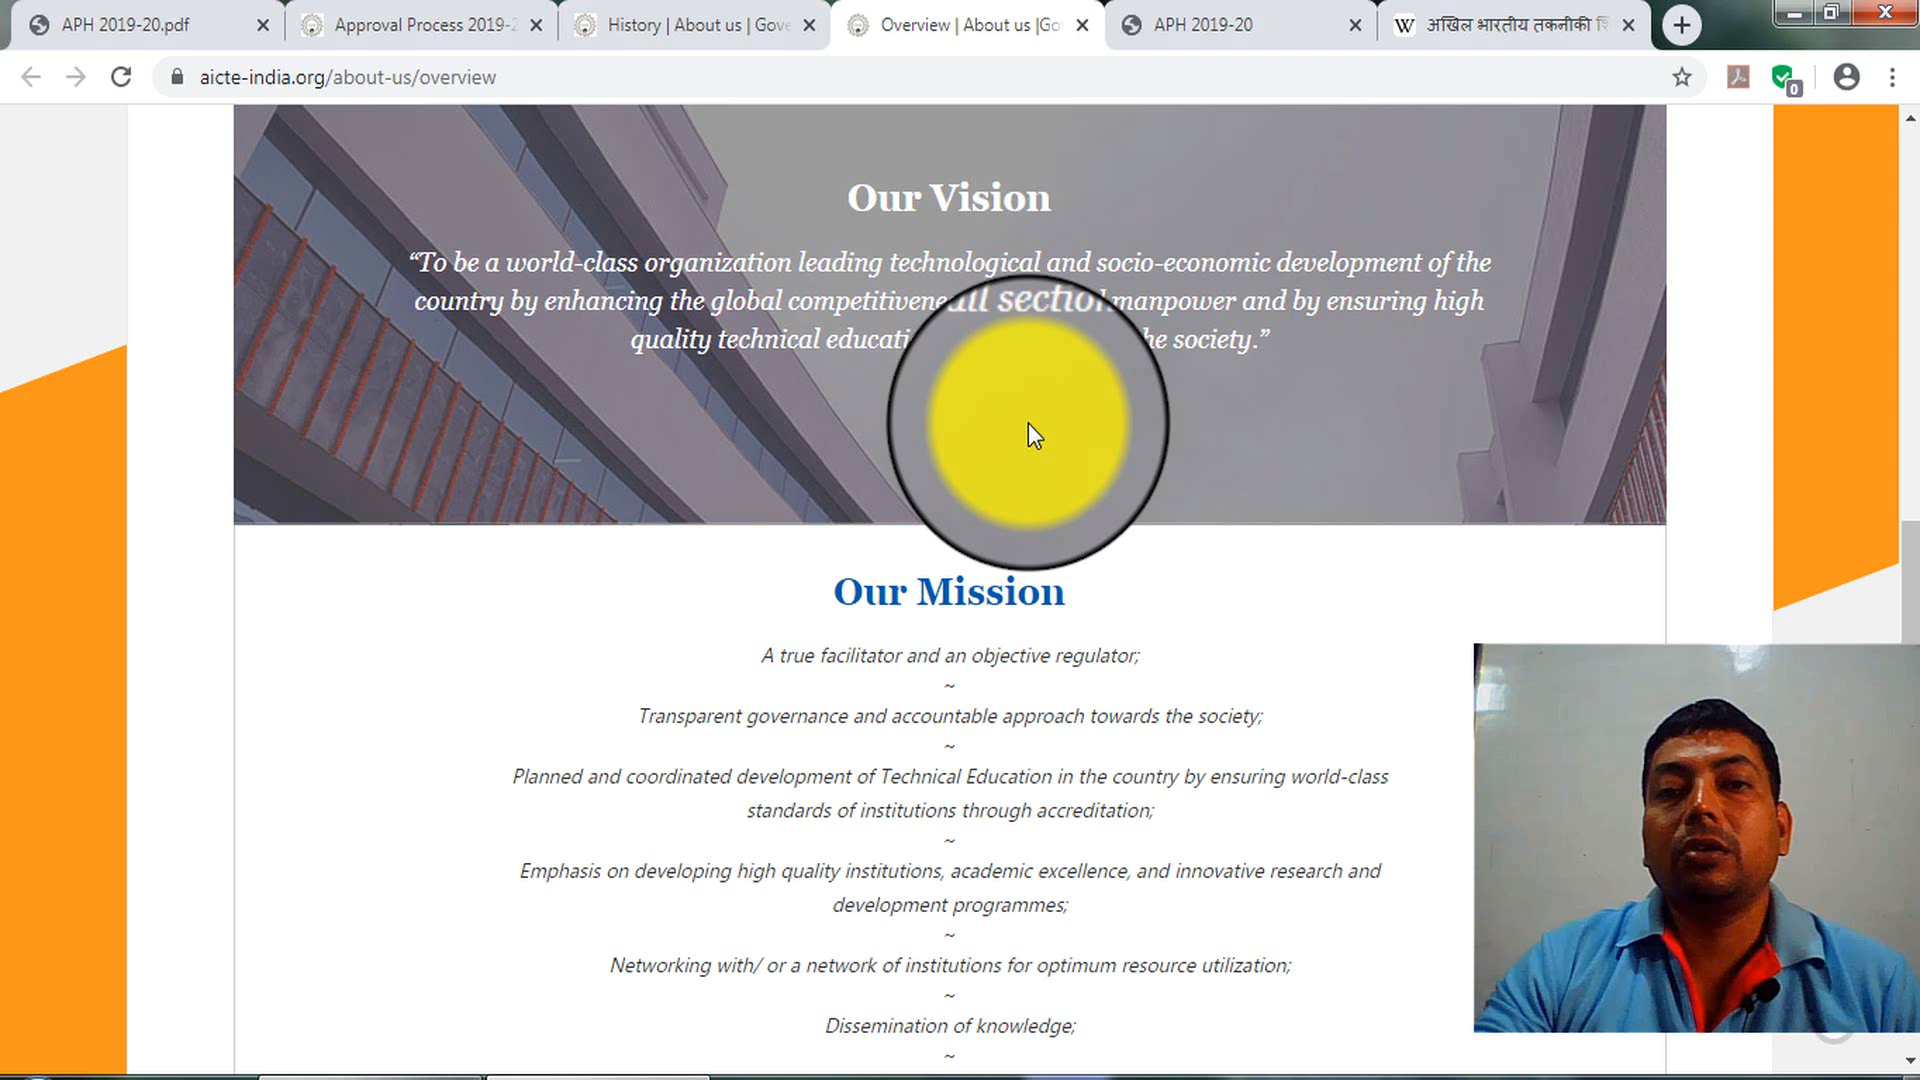 APH 2019-20.pdf
Approval Process 2019-2
History | About us | Gove
Overview | About us |Go
APH 2019-20
अखिल भारतीय तकनीकी शि
aicte-india.org/about-us/overview
0
Our Vision
“To be a world-class organization leading technological and socio-economic development of the
country by enhancing the global competitivene all section manpower and by ensuring high
quality technical educati he society.”
Our Mission
A true facilitator and an objective regulator;
~
Transparent governance and accountable approach towards the society;
~
Planned and coordinated development of Technical Education in the country by ensuring world-class
standards of institutions through accreditation;
~
Emphasis on developing high quality institutions, academic excellence, and innovative research and
development programmes;
~
Networking with/ or a network of institutions for optimum resource utilization;
~
Dissemination of knowledge;
~